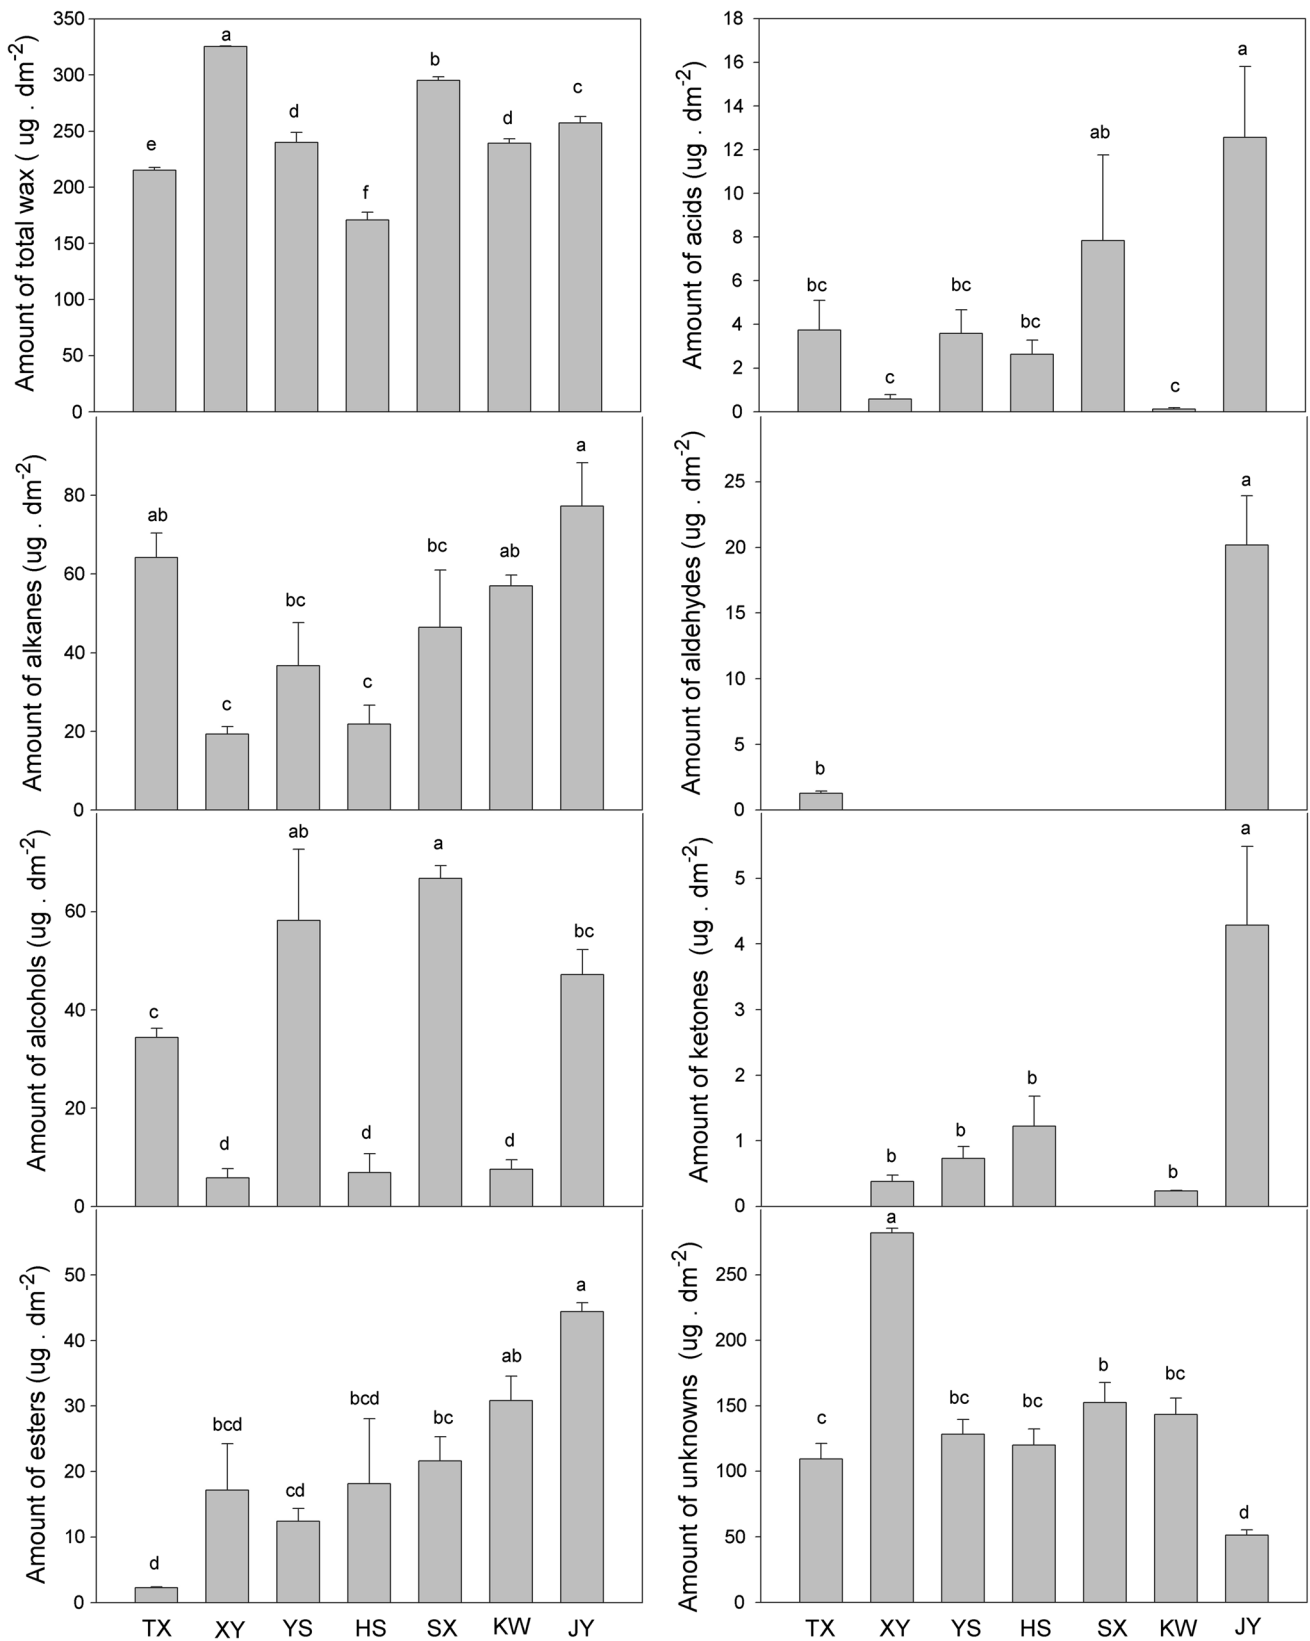 Amount of total wax ( ug . dm-2)
350
300
250
200
150
100
50
0
e
a
d
f
b
d
c
Amount of acids (ug . dm-2)
18
16
14
12
10
8
6
4
2
0
bc
c
bc
bc
ab
c
a
Amount of alkanes (ug . dm-2)
80
60
40
20
0
ab
c
bc
c
bc
ab
a
Amount of aldehydes (ug . dm-2)
25
20
15
10
5
0
b
a
Amount of alcohols (ug . dm-2)
60
40
20
0
c
d
ab
d
a
d
bc
Amount of ketones (ug . dm-2)
5
4
3
2
1
0
b
b
b
b
a
Amount of esters (ug . dm-2)
50
40
30
20
10
0
d
bcd
cd
bcd
bc
ab
a
TX XY YS HS SX KW JY
Amount of unknowns (ug . dm-2)
250
200
150
100
50
0
c
a
bc
bc
b
bc
d
TX XY YS HS SX KW JY